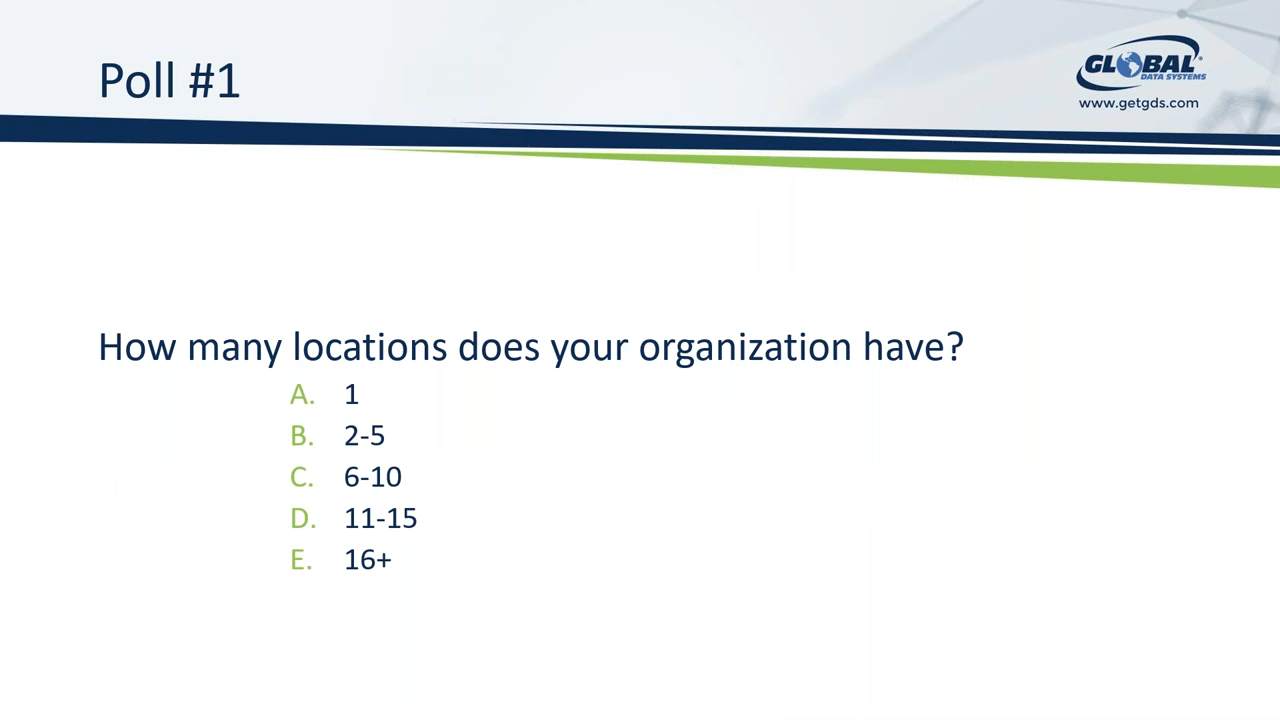 Poll #1
GLOBAL
DATA SYSTEMS
www.getgds.com
How many locations does your organization have?
A. 1
B. 2-5
C. 6-10
D. 11-15
E. 16+